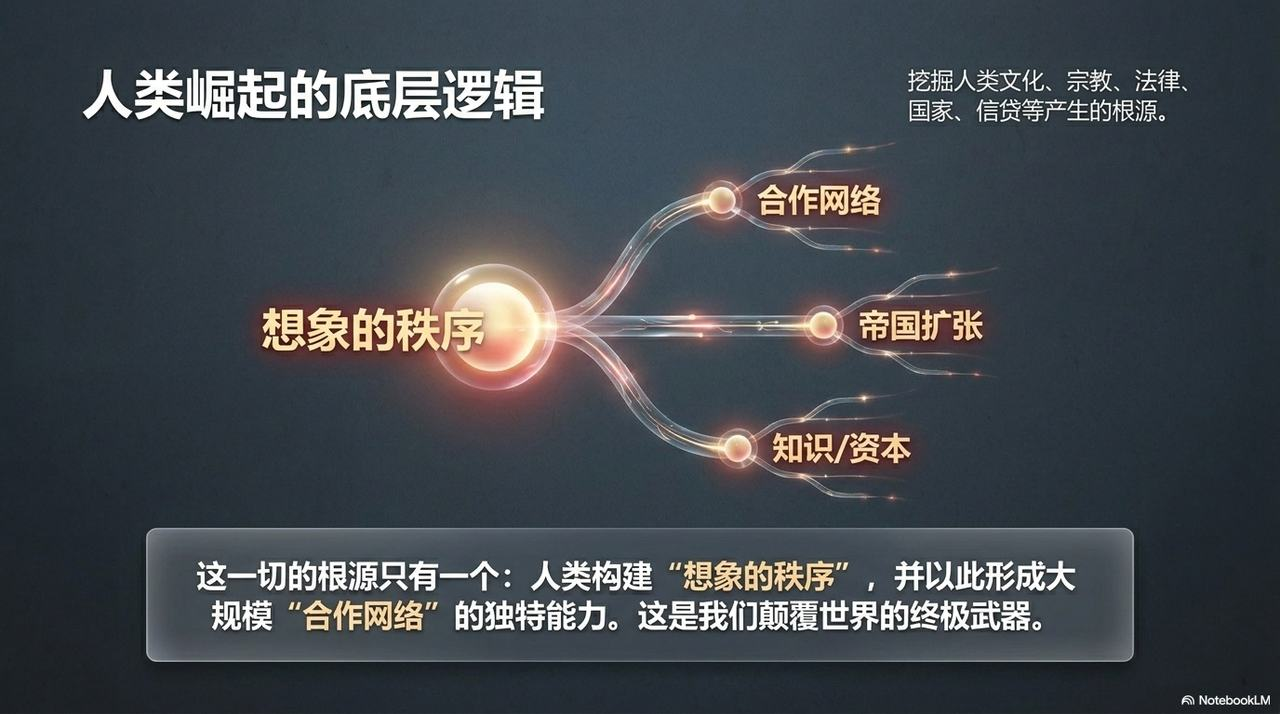 人类崛起的底层逻辑
挖掘人类文化、宗教、法律、
国家、信贷等产生的根源。
合作网络
想象的秩序
帝国扩张
知识/资本
这一切的根源只有一个：人类构建“想象的秩序”，并以此形成大
规模“合作网络”的独特能力。这是我们颠覆世界的终极武器。
NotebookLM